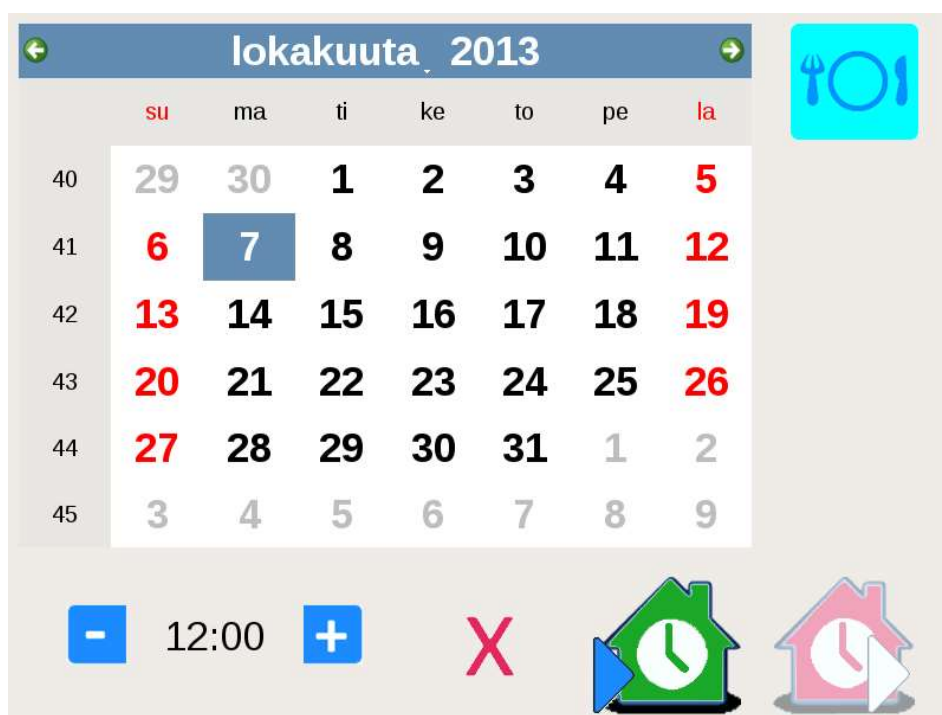 lokakuuta 2013
su ma ti ke to pe la
40 29 30 1 2 3 4 5
41 6 7 8 9 10 11 12
42 13 14 15 16 17 18 19
43 20 21 22 23 24 25 26
44 27 28 29 30 31 1 2
45 3 4 5 6 7 8 9
- 12:00 + X